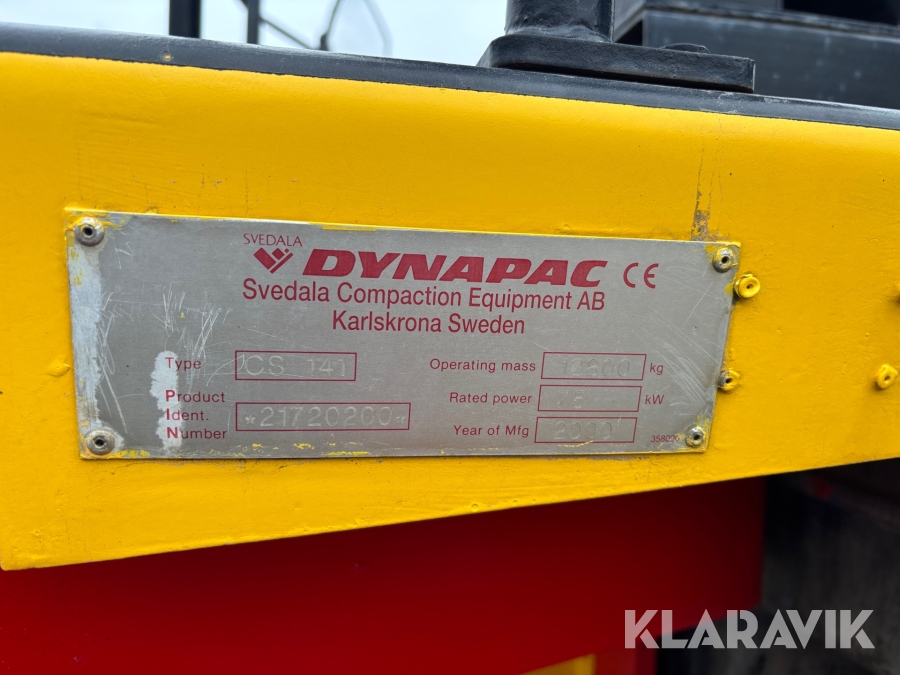 SVEDALA
DYNAPAC CE
Svedala Compaction Equipment AB
Karlskrona Sweden
Type CS 141
Operating mass kg
Product
Ident.
Number *21720200*
Rated power kW
Year of Mfg 2000
KLARAVIK